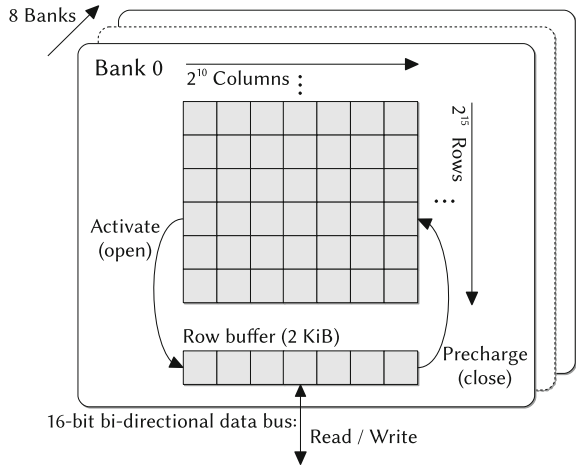 8 Banks
Bank 0
2¹⁰ Columns
2¹⁵ Rows
Activate
(open)
Row buffer (2 KiB)
Precharge
(close)
16-bit bi-directional data bus:
Read / Write